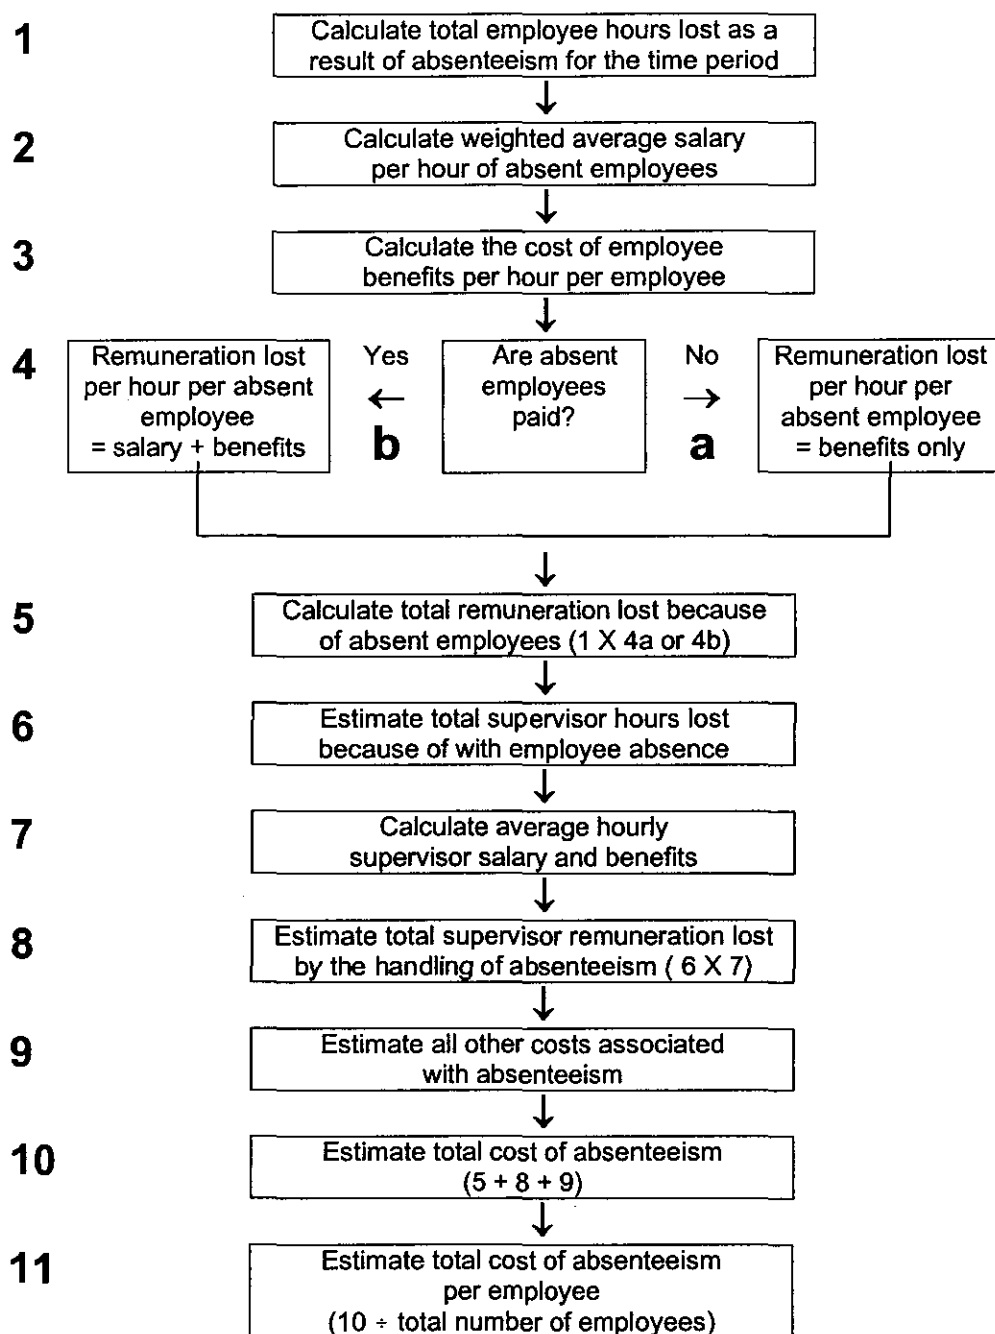 1
Calculate total employee hours lost as a
result of absenteeism for the time period
2
Calculate weighted average salary
per hour of absent employees
3
Calculate the cost of employee
benefits per hour per employee
4
Remuneration lost
per hour per absent
employee
= salary + benefits
Yes
b
Are absent
employees
paid?
No
a
Remuneration lost
per hour per
absent employee
= benefits only
5
Calculate total remuneration lost because
of absent employees (1 X 4a or 4b)
6
Estimate total supervisor hours lost
because of with employee absence
7
Calculate average hourly
supervisor salary and benefits
8
Estimate total supervisor remuneration lost
by the handling of absenteeism ( 6 X 7)
9
Estimate all other costs associated
with absenteeism
10
Estimate total cost of absenteeism
(5 + 8 + 9)
11
Estimate total cost of absenteeism
per employee
(10 ÷ total number of employees)